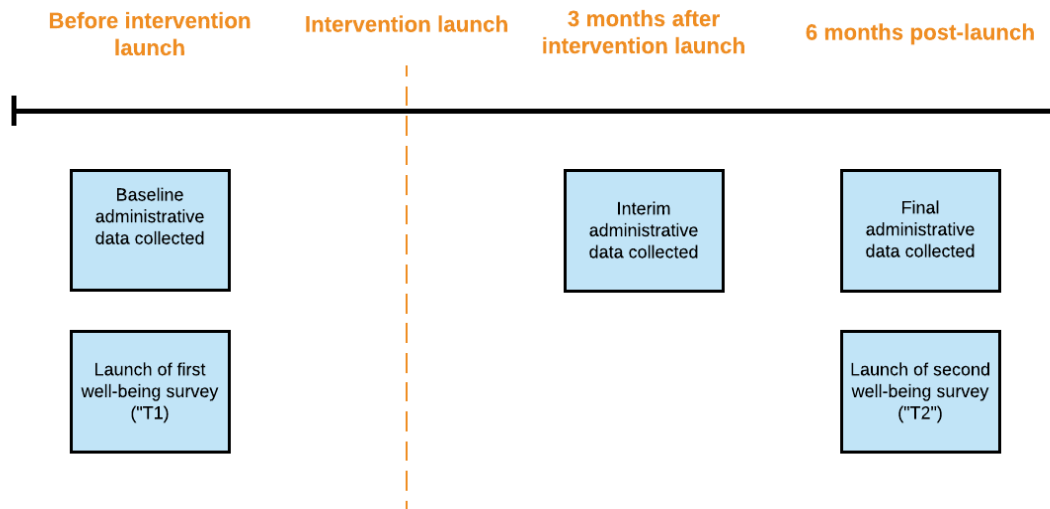 Before intervention
launch
Intervention launch
3 months after
intervention launch
6 months post-launch
Baseline
administrative
data collected
Interim
administrative
data collected
Final
administrative
data collected
Launch of first
well-being survey
("T1)
Launch of second
well-being survey
("T2")